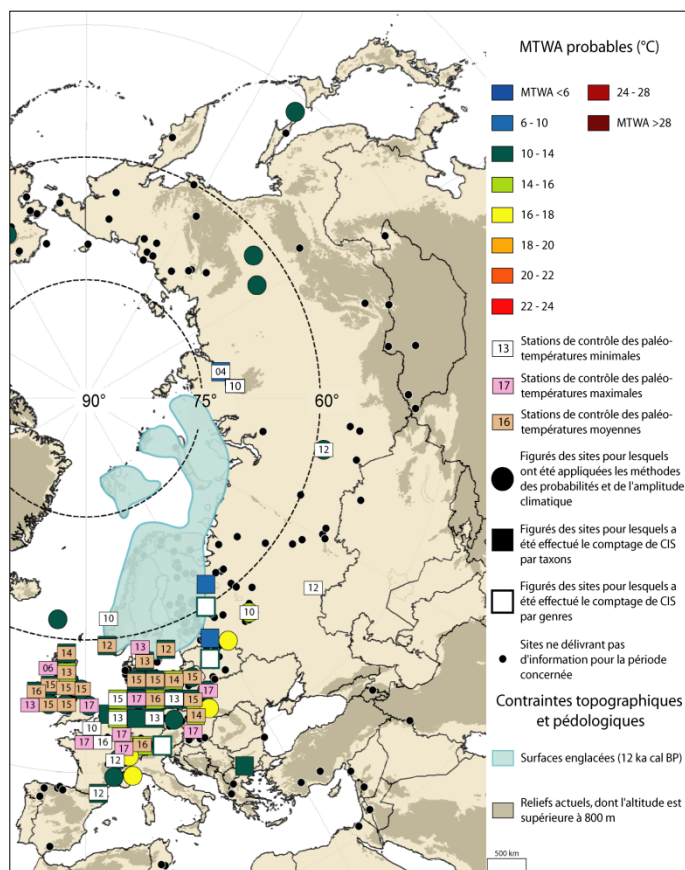 MTWA probables (°C)
MTWA <6
24 - 28
6 - 10
MTWA >28
10 - 14
14 - 16
16 - 18
18 - 20
20 - 22
22 - 24
13
Stations de contrôle des paléo-
températures minimales
17
Stations de contrôle des paléo-
températures maximales
16
Stations de contrôle des paléo-
températures moyennes
Figurés des sites pour lesquels
ont été appliquées les méthodes
des probabilités et de l'amplitude
climatique
Figurés des sites pour lesquels a
été effectué le comptage de CIS
par taxons
Figurés des sites pour lesquels a
été effectué le comptage de CIS
par genres
Sites ne délivrant pas
d'information pour la période
concernée
Contraintes topographiques
et pédologiques
Surfaces englacées (12 ka cal BP)
Reliefs actuels, dont l'altitude est
supérieure à 800 m
500 km
04
10
90°
75°
60°
12
12
10
10
12
13
12
14
13
06
13
15
15
15
16
15
15
14
15
17
13
15
15
17
15
17
16
13
15
13
13
14
10
17
17
17
16
17
16
12
12